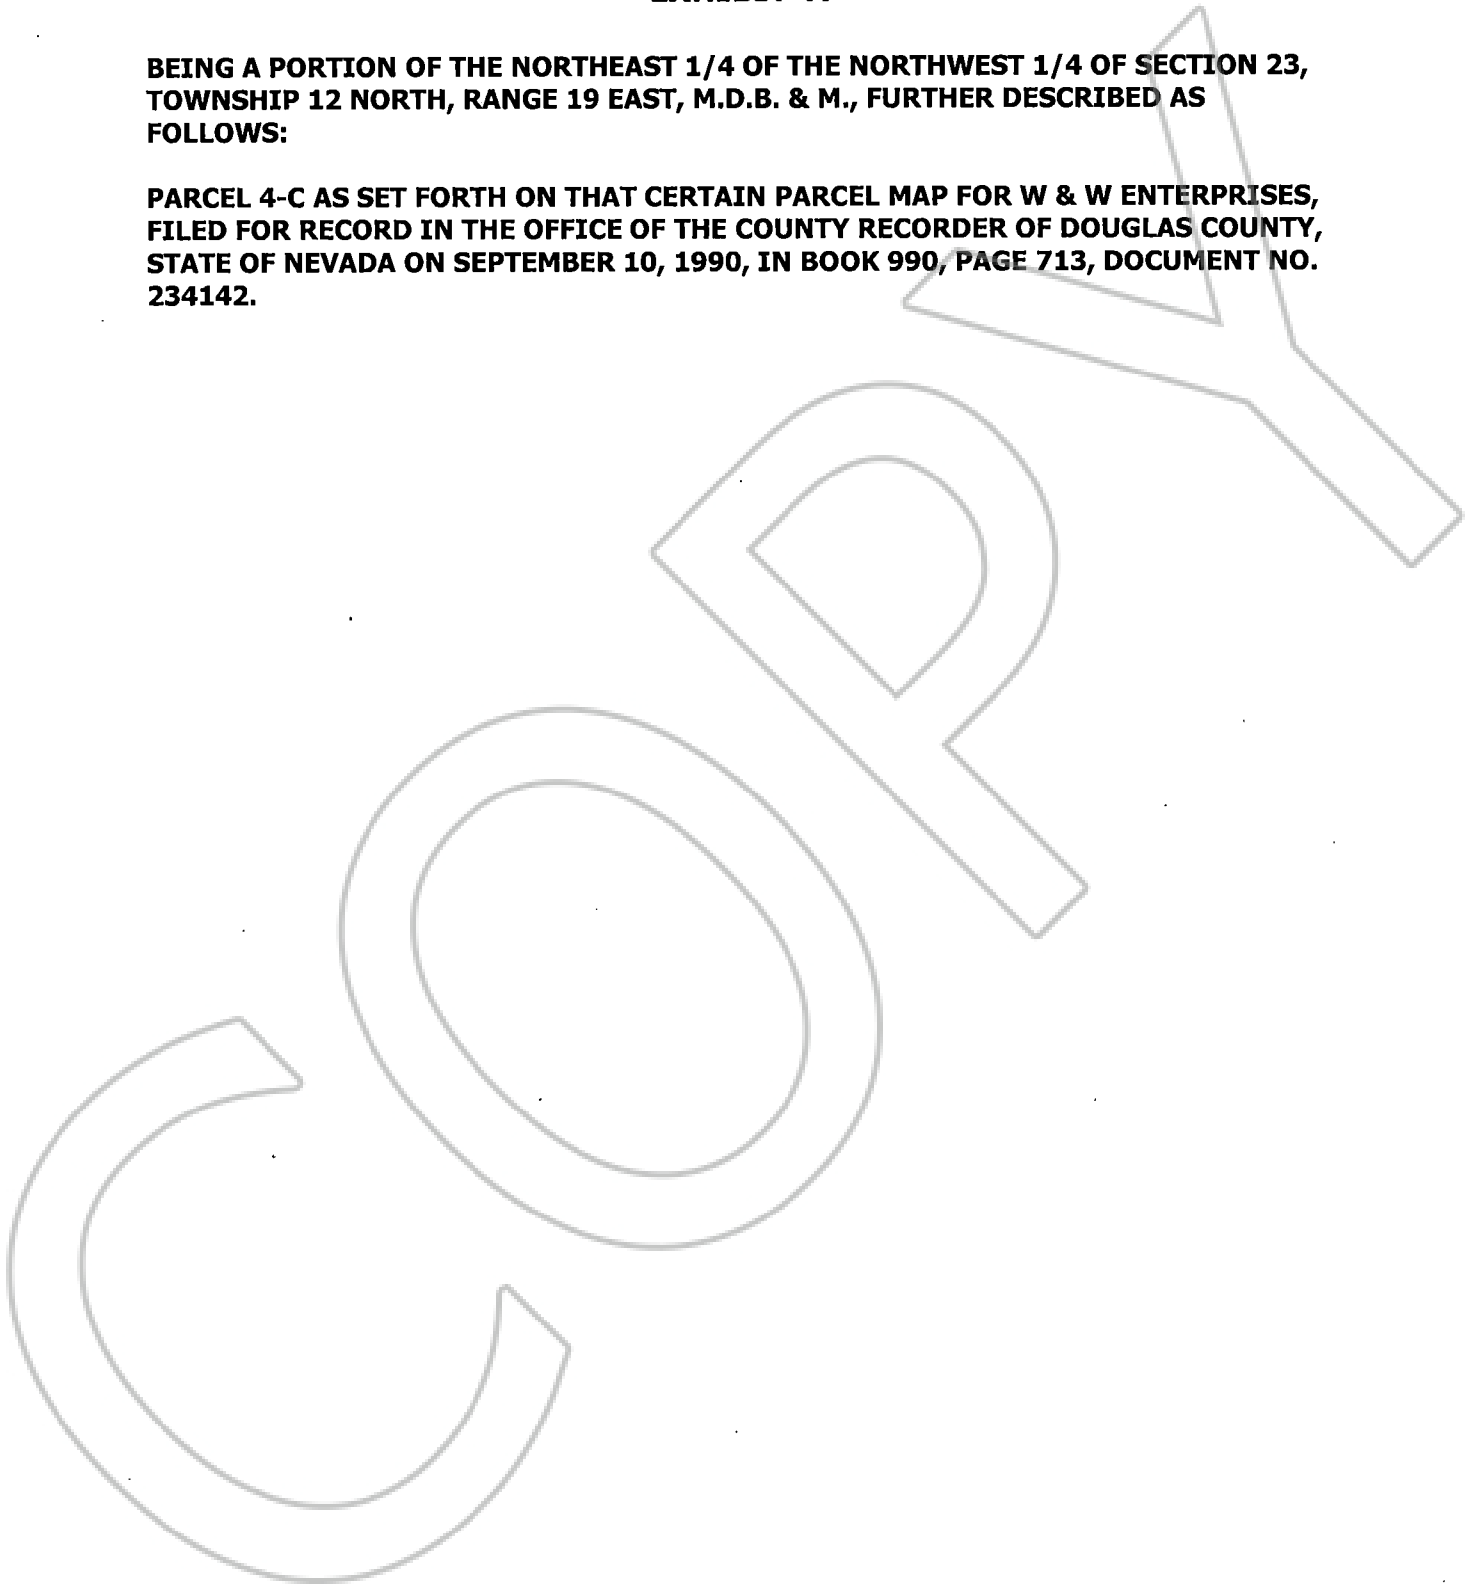 BEING A PORTION OF THE NORTHEAST 1/4 OF THE NORTHWEST 1/4 OF SECTION 23,
TOWNSHIP 12 NORTH, RANGE 19 EAST, M.D.B. & M., FURTHER DESCRIBED AS
FOLLOWS:
PARCEL 4-C AS SET FORTH ON THAT CERTAIN PARCEL MAP FOR W & W ENTERPRISES,
FILED FOR RECORD IN THE OFFICE OF THE COUNTY RECORDER OF DOUGLAS COUNTY,
STATE OF NEVADA ON SEPTEMBER 10, 1990, IN BOOK 990, PAGE 713, DOCUMENT NO.
234142.
COPY